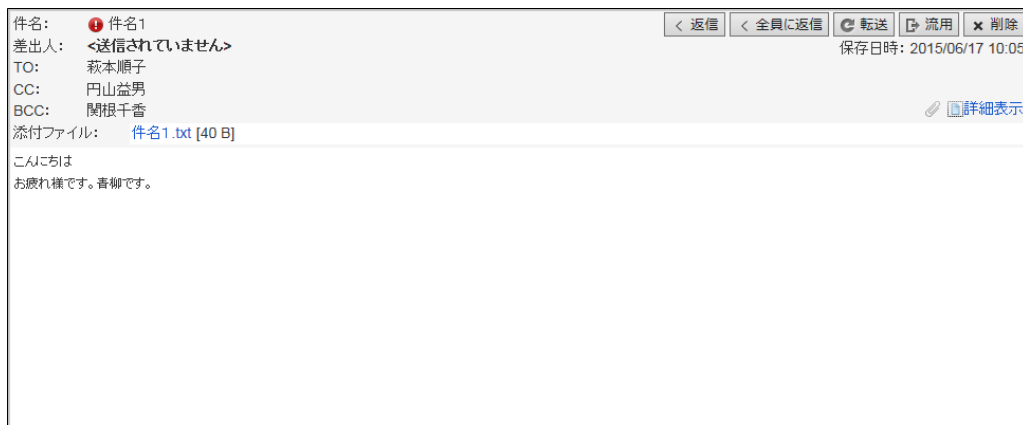 件名: 件名1 < 返信 < 全員に返信 転送 流用 × 削除
差出人: <送信されていません> 保存日時: 2015/06/17 10:05
TO: 萩本順子
CC: 円山益男
BCC: 関根千香 詳細表示
添付ファイル: 件名1.txt [40 B]
こんにちは
お疲れ様です。青柳です。